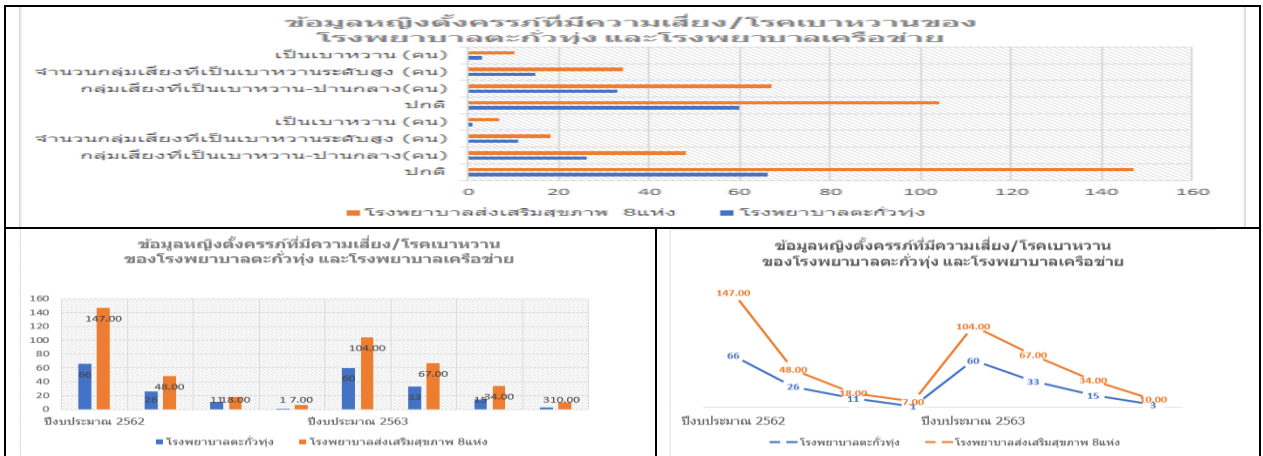 ข้อมูลหญิงตั้งครรภ์ที่มีความเสี่ยง/โรคเบาหวานของ
โรงพยาบาลตะกั่วทุ่ง และโรงพยาบาลเครือข่าย
เป็นเบาหวาน (คน)
จำนวนกลุ่มเสี่ยงที่เป็นเบาหวานระดับสูง (คน)
กลุ่มเสี่ยงที่เป็นเบาหวาน-ปานกลาง(คน)
ปกติ
เป็นเบาหวาน (คน)
จำนวนกลุ่มเสี่ยงที่เป็นเบาหวานระดับสูง (คน)
กลุ่มเสี่ยงที่เป็นเบาหวาน-ปานกลาง(คน)
ปกติ
0 20 40 60 80 100 120 140 160
โรงพยาบาลส่งเสริมสุขภาพ 8แห่ง โรงพยาบาลตะกั่วทุ่ง
ข้อมูลหญิงตั้งครรภ์ที่มีความเสี่ยง/โรคเบาหวาน
ของโรงพยาบาลตะกั่วทุ่ง และโรงพยาบาลเครือข่าย
160
140
120
100
80
60
40
20
0
147.00
66
48.00
26
11 18.00
1 7.00
104.00
60
67.00
33
15 34.00
3 10.00
ปีงบประมาณ 2562 ปีงบประมาณ 2563
โรงพยาบาลตะกั่วทุ่ง โรงพยาบาลส่งเสริมสุขภาพ 8แห่ง
ข้อมูลหญิงตั้งครรภ์ที่มีความเสี่ยง/โรคเบาหวาน
ของโรงพยาบาลตะกั่วทุ่ง และโรงพยาบาลเครือข่าย
147.00
66
48.00
26
18.00
11
7.00
1
104.00
60
67.00
33
34.00
15
10.00
3
ปีงบประมาณ 2562 ปีงบประมาณ 2563
โรงพยาบาลตะกั่วทุ่ง โรงพยาบาลส่งเสริมสุขภาพ 8แห่ง